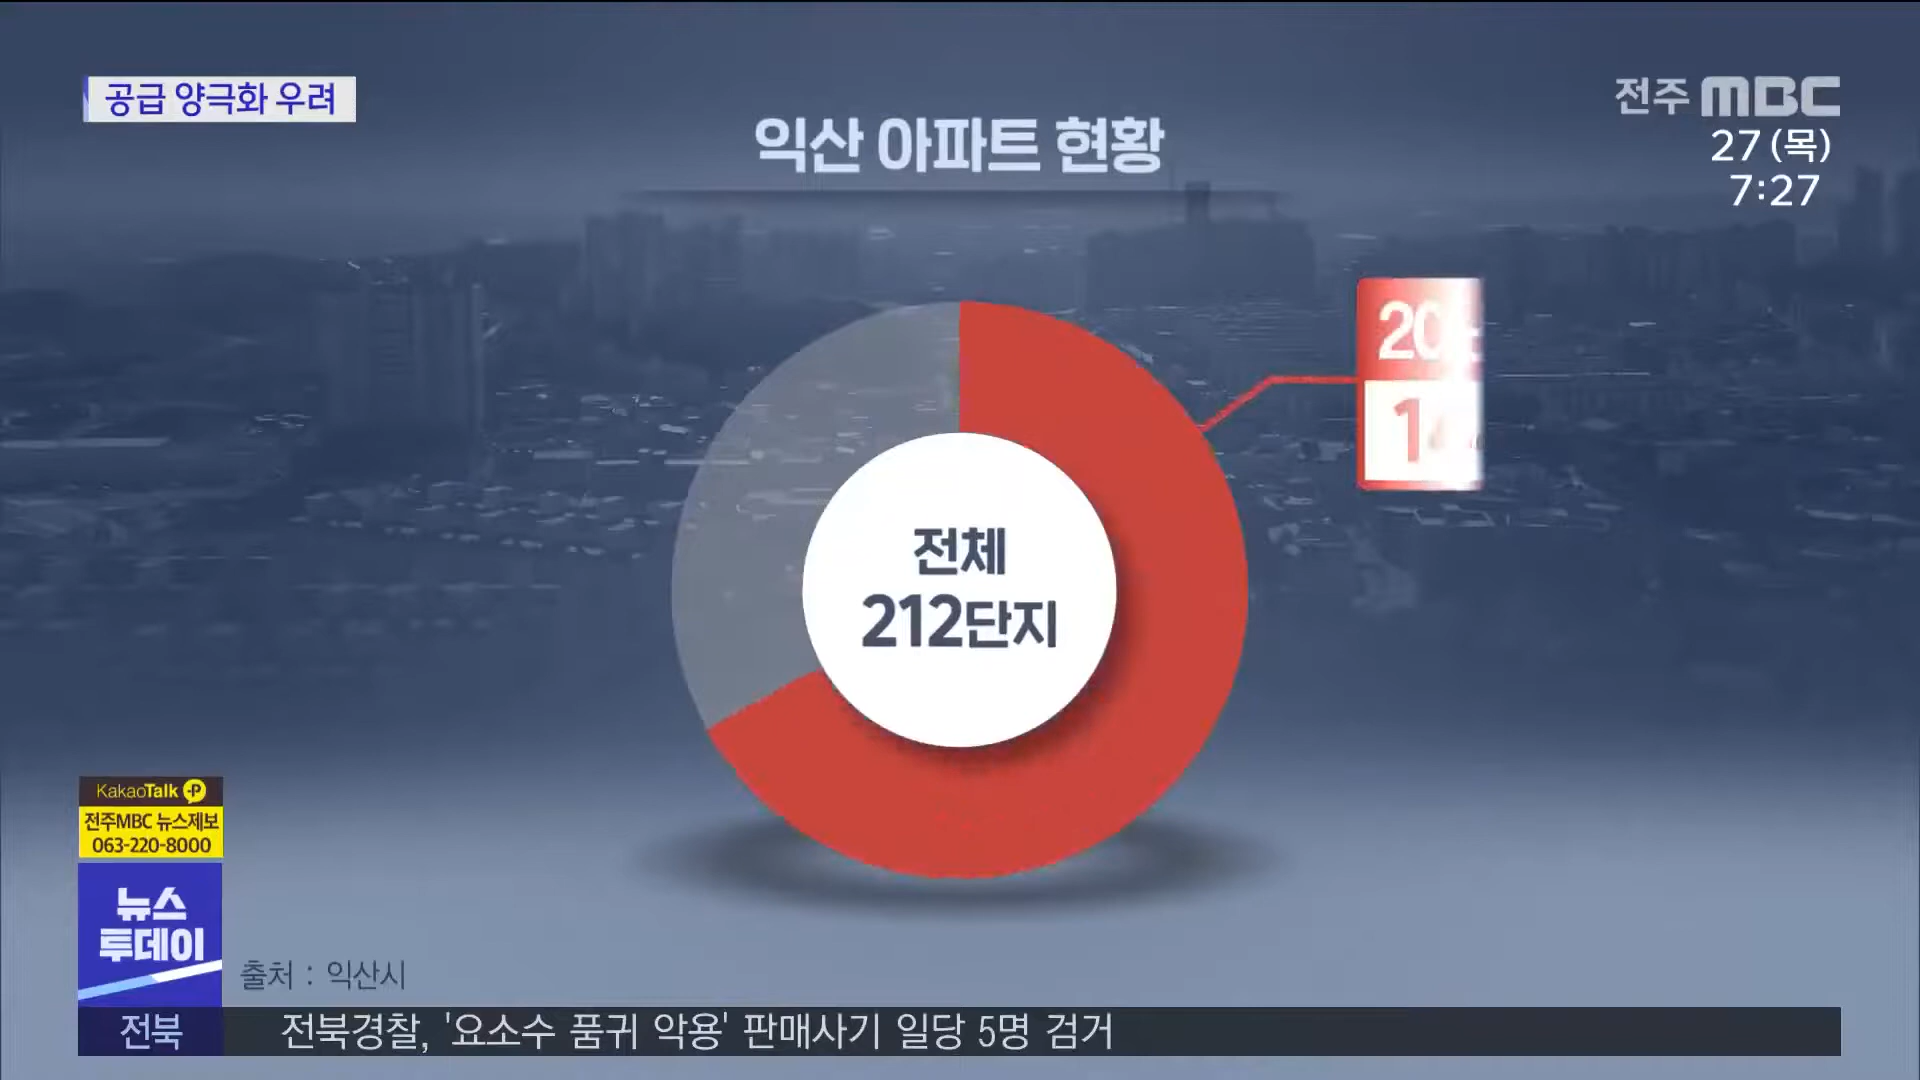 공급 양극화 우려
전주 MBC
27 (목)
7:27
익산 아파트 현황
전체
212단지
KakaoTalk P
전주MBC 뉴스제보
063-220-8000
뉴스
투데이
출처 : 익산시
전북
전북경찰, '요소수 품귀 악용' 판매사기 일당 5명 검거